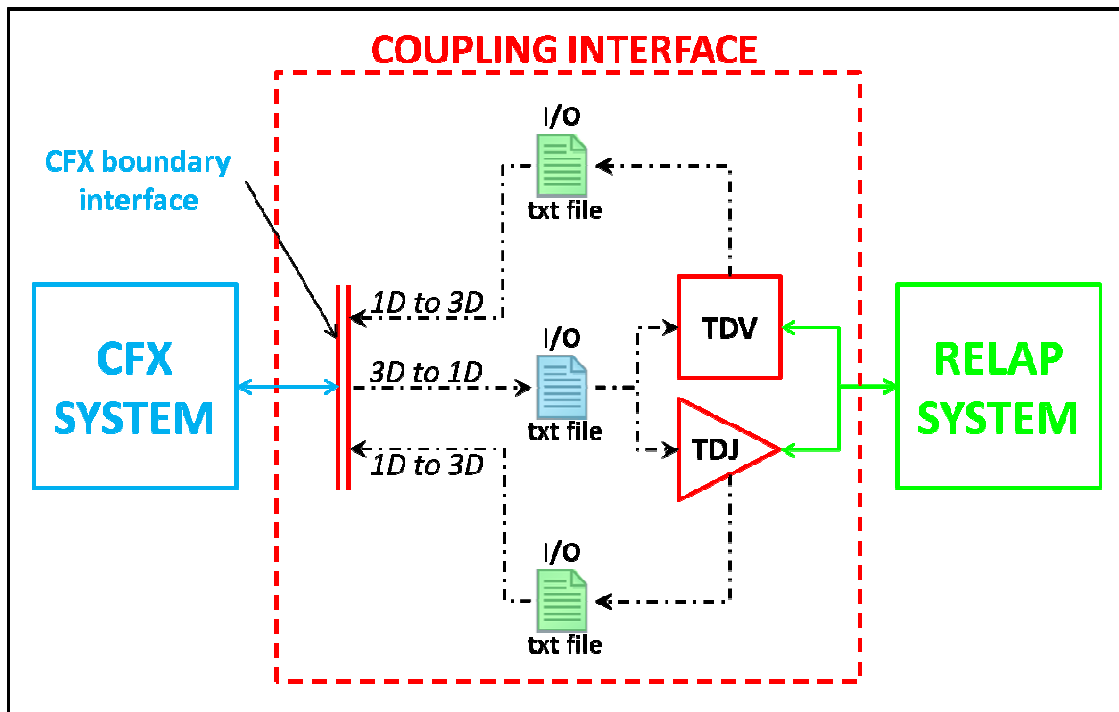 COUPLING INTERFACE
I/O
txt file
CFX boundary
interface
1D to 3D
CFX
SYSTEM
3D to 1D
I/O
txt file
TDV
TDJ
RELAP
SYSTEM
1D to 3D
I/O
txt file